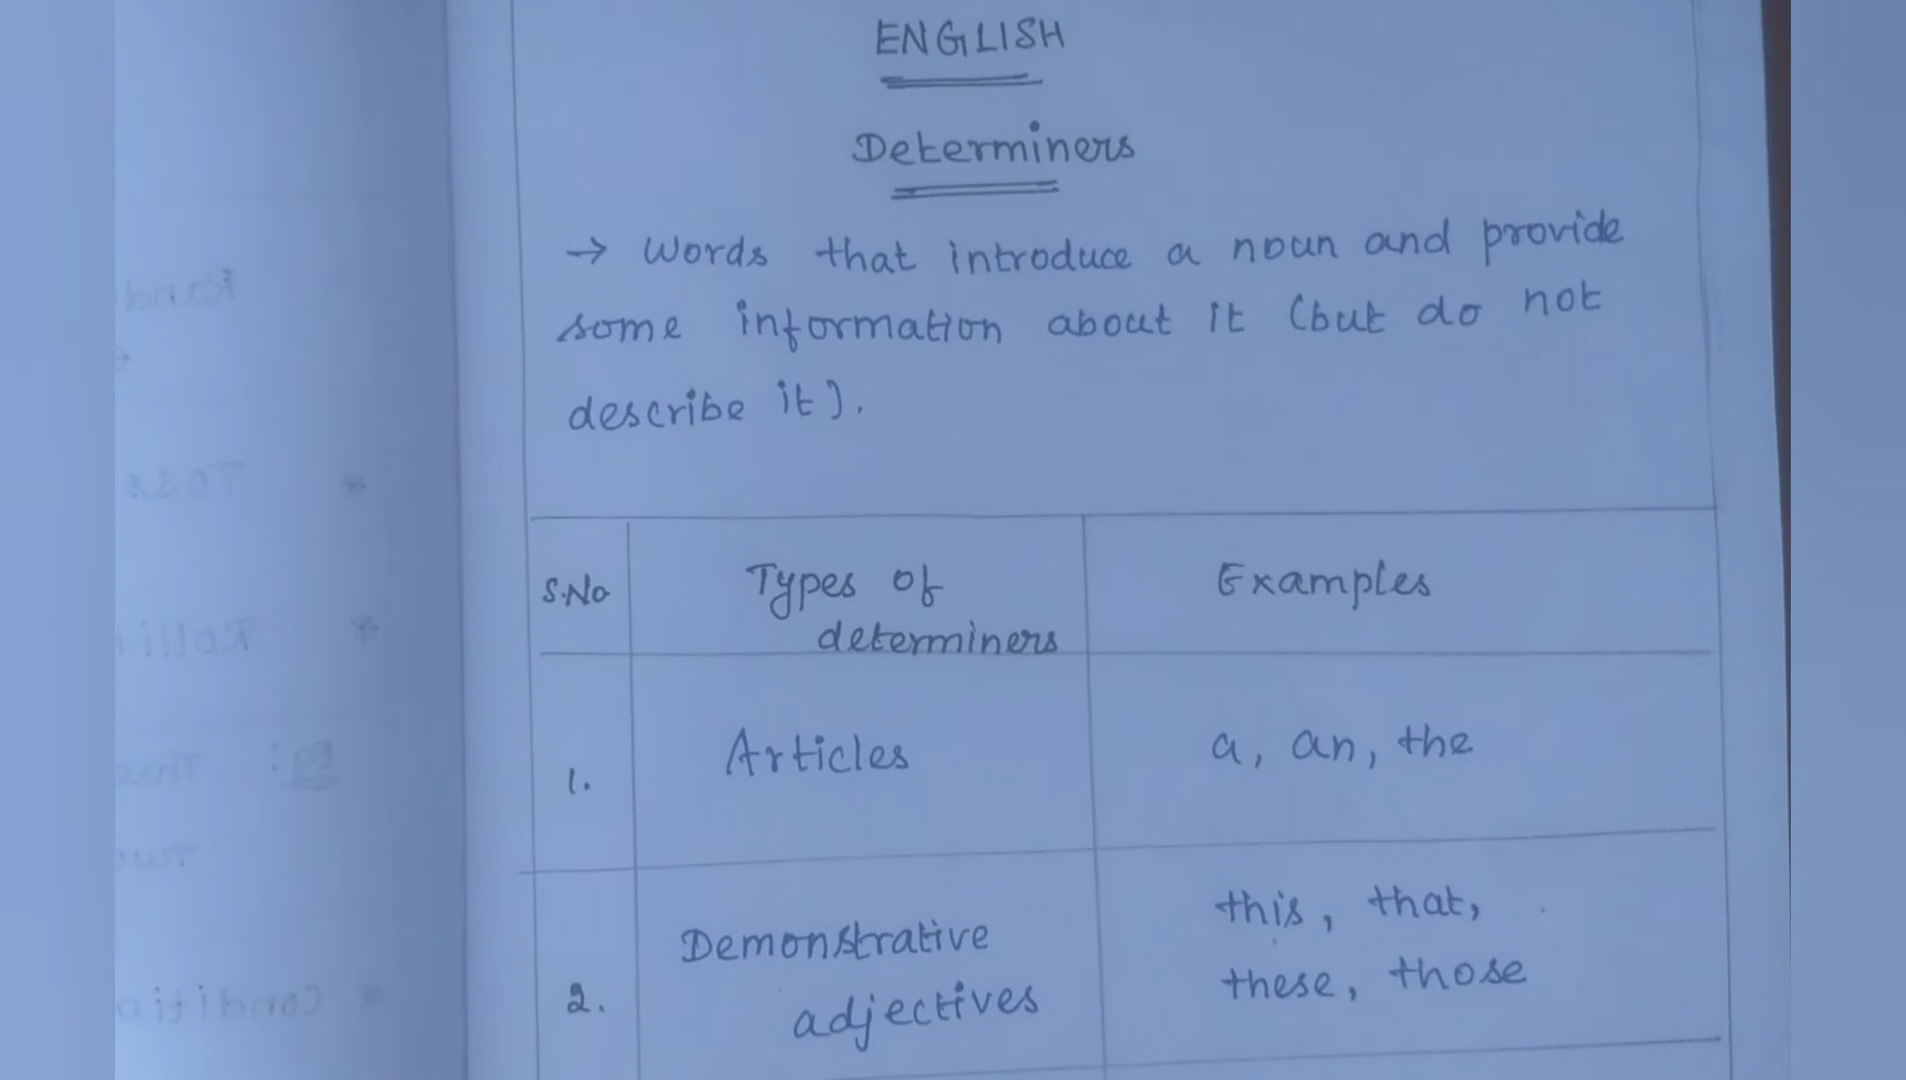 ENGLISH
Determiners
→ Words that introduce a noun and provide
some information about it (but do not
describe it).
S.No Types of determiners Examples
1. Articles a, an, the
2. Demonstrative adjectives this, that, these, those